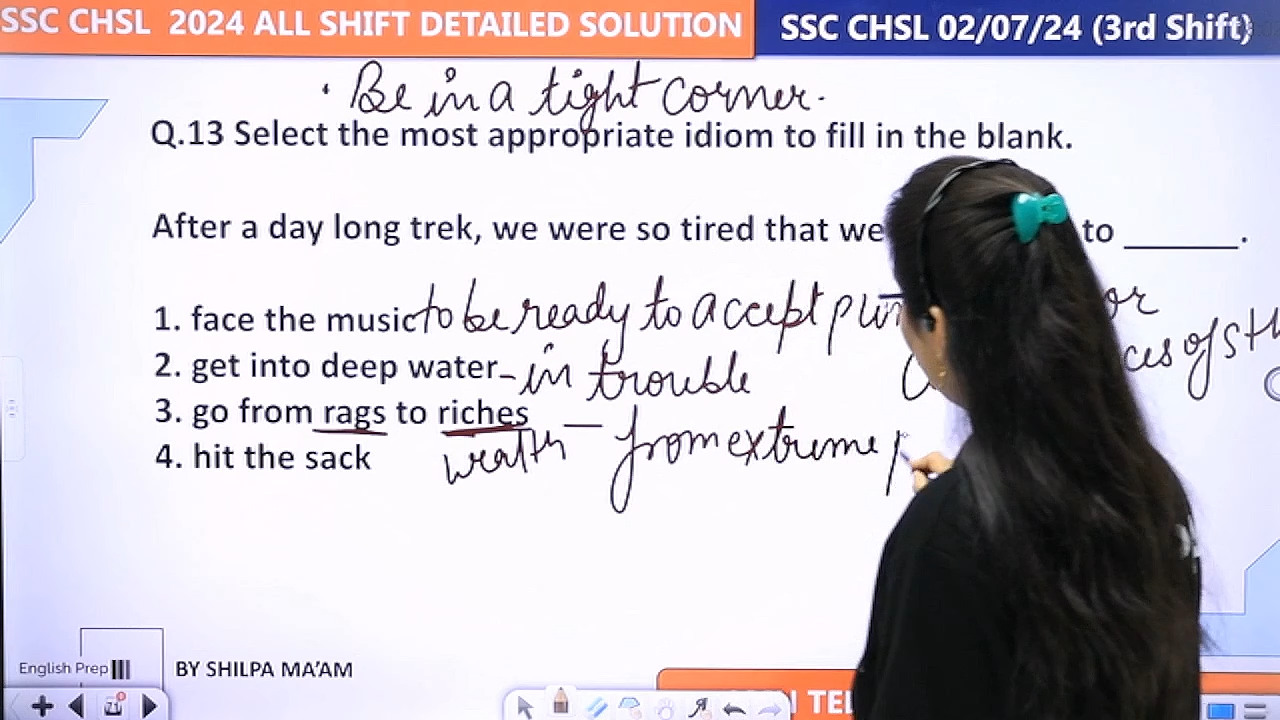 SSC CHSL 2024 ALL SHIFT DETAILED SOLUTION
SSC CHSL 02/07/24 (3rd Shift)
Be in a tight corner.
Q.13 Select the most appropriate idiom to fill in the blank.
After a day long trek, we were so tired that we to ______.
1. face the music to be ready to accept or
ces of sth
2. get into deep water - in trouble
3. go from rags to riches — from extreme
wealth
4. hit the sack
English Prep
BY SHILPA MA'AM